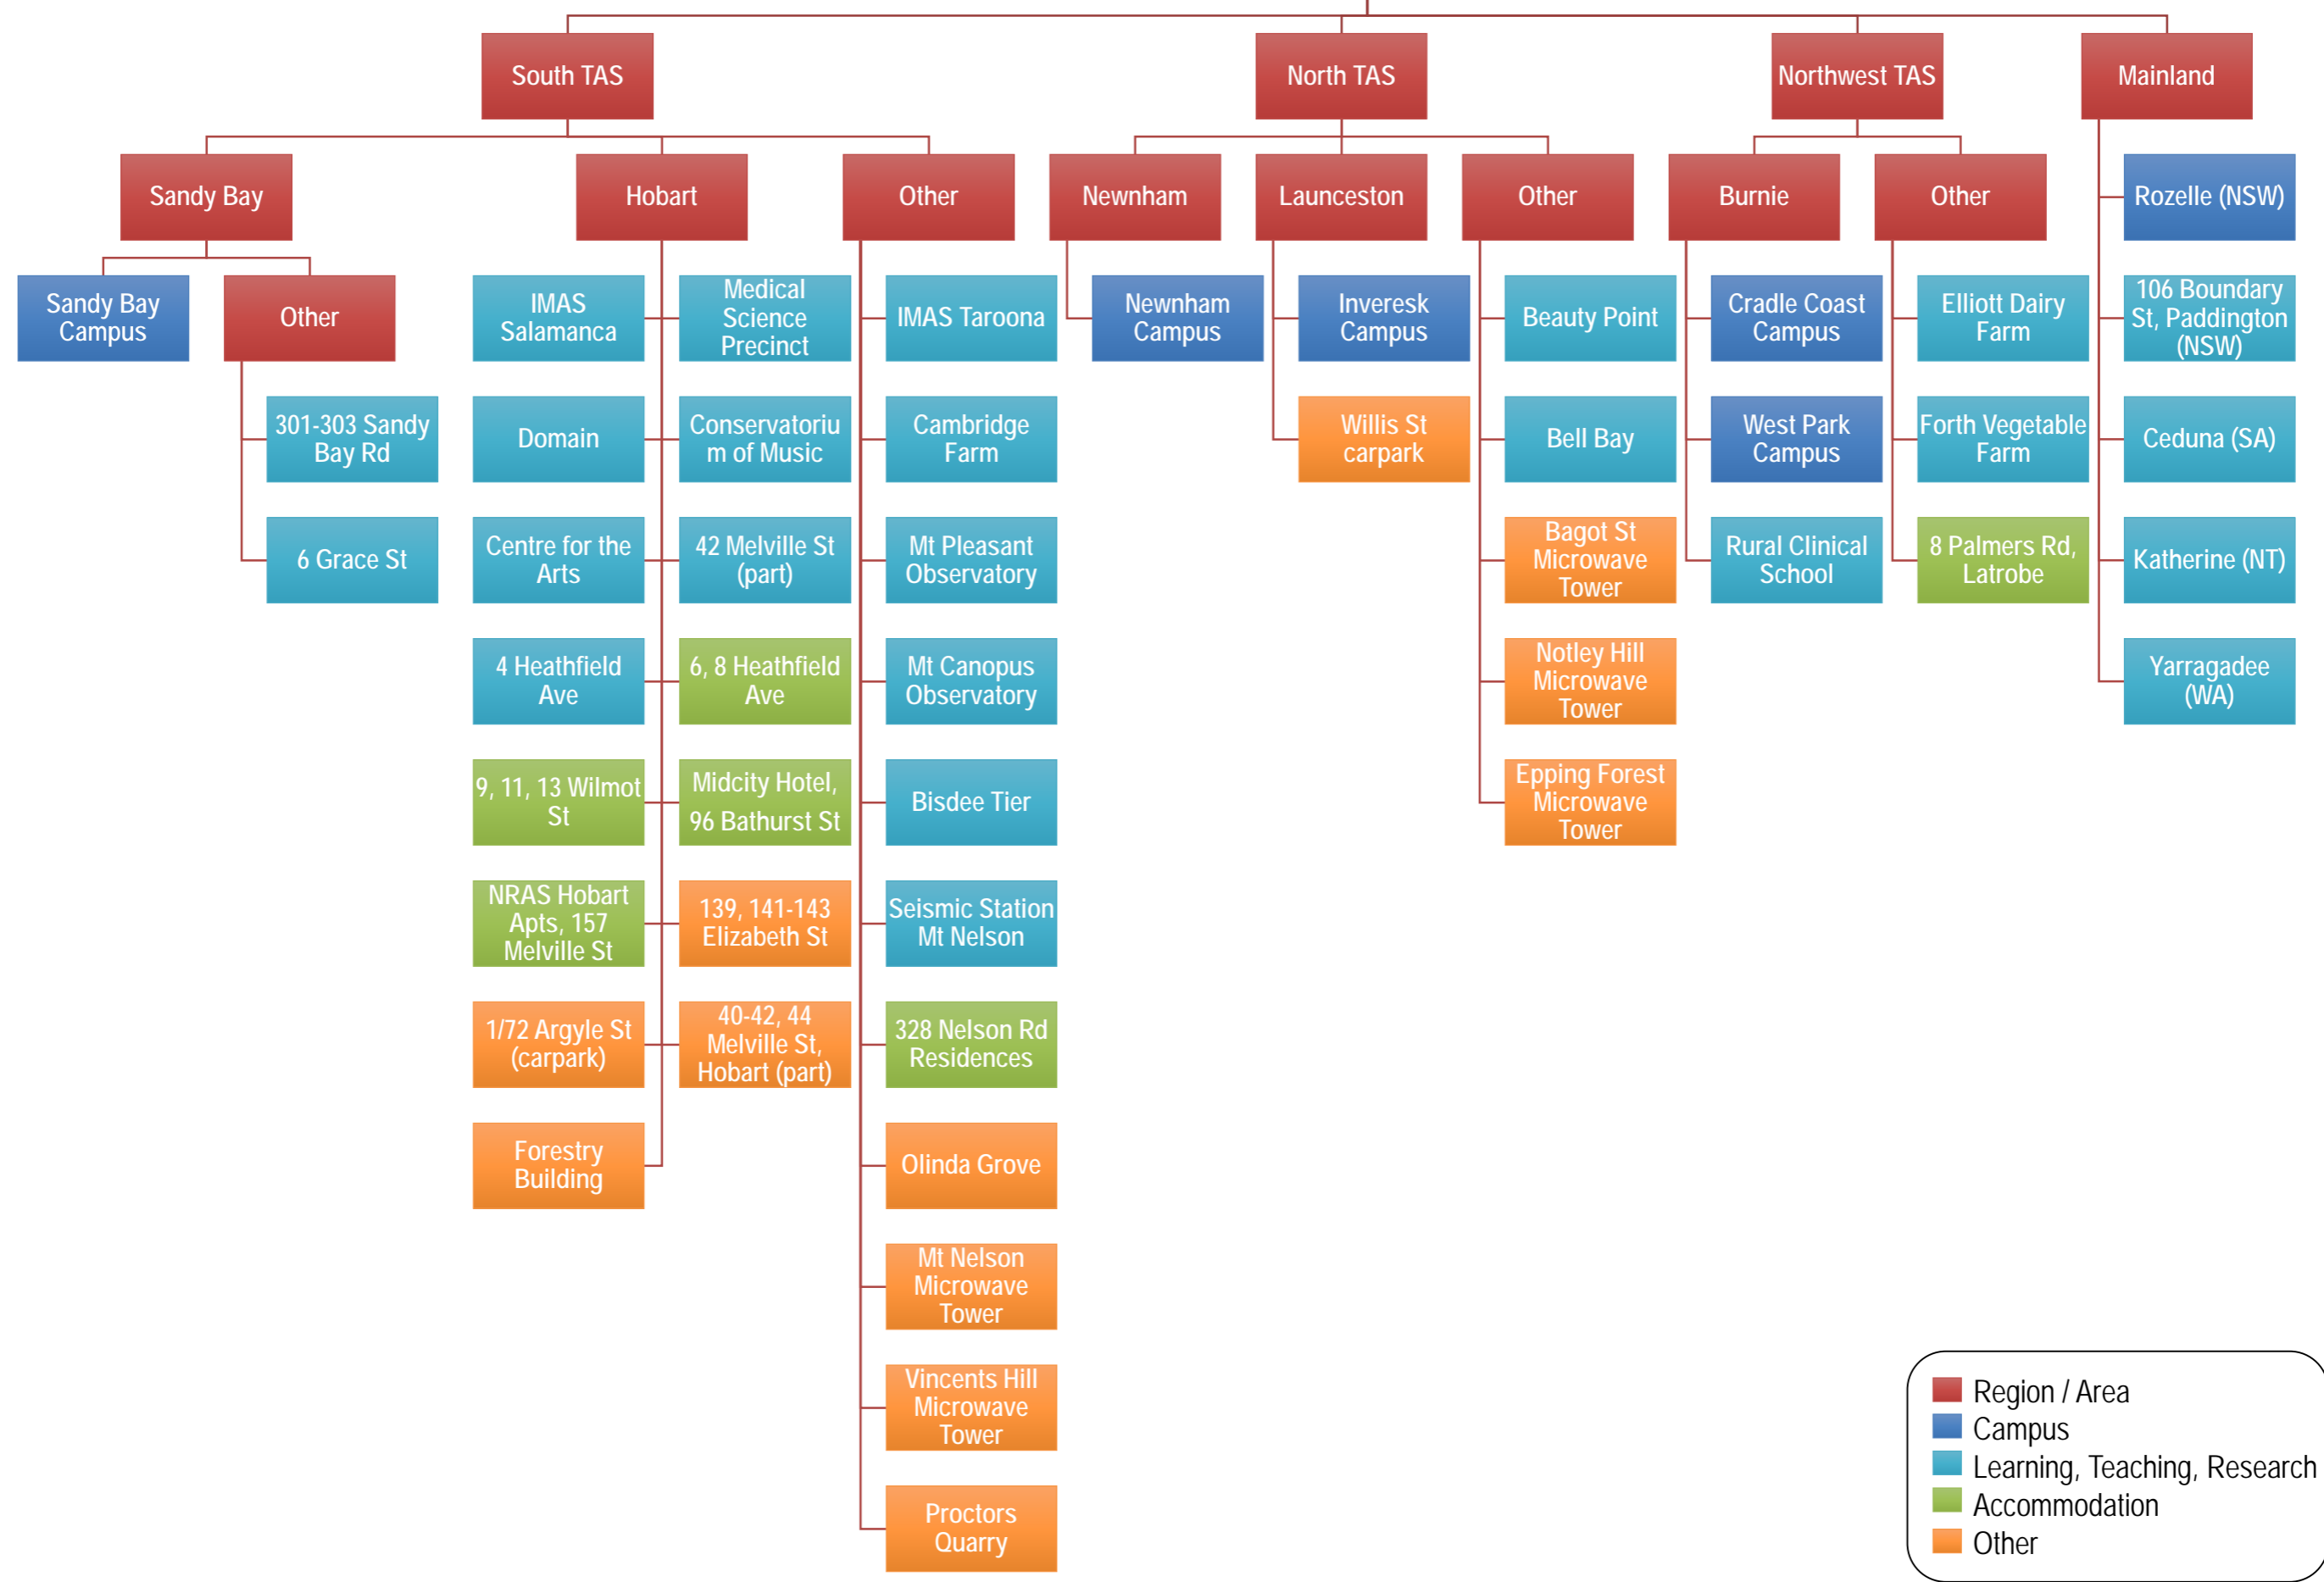 South TAS
North TAS
Northwest TAS
Mainland
Sandy Bay
Hobart
Other
Newnham
Launceston
Other
Burnie
Other
Rozelle (NSW)
Sandy Bay
Campus
Other
IMAS
Salamanca
Medical
Science
Precinct
IMAS Taroona
Newnham
Campus
Inveresk
Campus
Beauty Point
Cradle Coast
Campus
Elliott Dairy
Farm
106 Boundary
St, Paddington
(NSW)
301-303 Sandy
Bay Rd
Domain
Conservatoriu
m of Music
Cambridge
Farm
Willis St
carpark
Bell Bay
West Park
Campus
Forth Vegetable
Farm
Ceduna (SA)
6 Grace St
Centre for the
Arts
42 Melville St
(part)
Mt Pleasant
Observatory
Bagot St
Microwave
Tower
Rural Clinical
School
8 Palmers Rd,
Latrobe
Katherine (NT)
4 Heathfield
Ave
6, 8 Heathfield
Ave
Mt Canopus
Observatory
Notley Hill
Microwave
Tower
Yarragadee
(WA)
9, 11, 13 Wilmot
St
Midcity Hotel,
96 Bathurst St
Bisdee Tier
Epping Forest
Microwave
Tower
NRAS Hobart
Apts, 157
Melville St
139, 141-143
Elizabeth St
Seismic Station
Mt Nelson
1/72 Argyle St
(carpark)
40-42, 44
Melville St,
Hobart (part)
328 Nelson Rd
Residences
Forestry
Building
Olinda Grove
Mt Nelson
Microwave
Tower
Vincents Hill
Microwave
Tower
Proctors
Quarry
Region / Area
Campus
Learning, Teaching, Research
Accommodation
Other